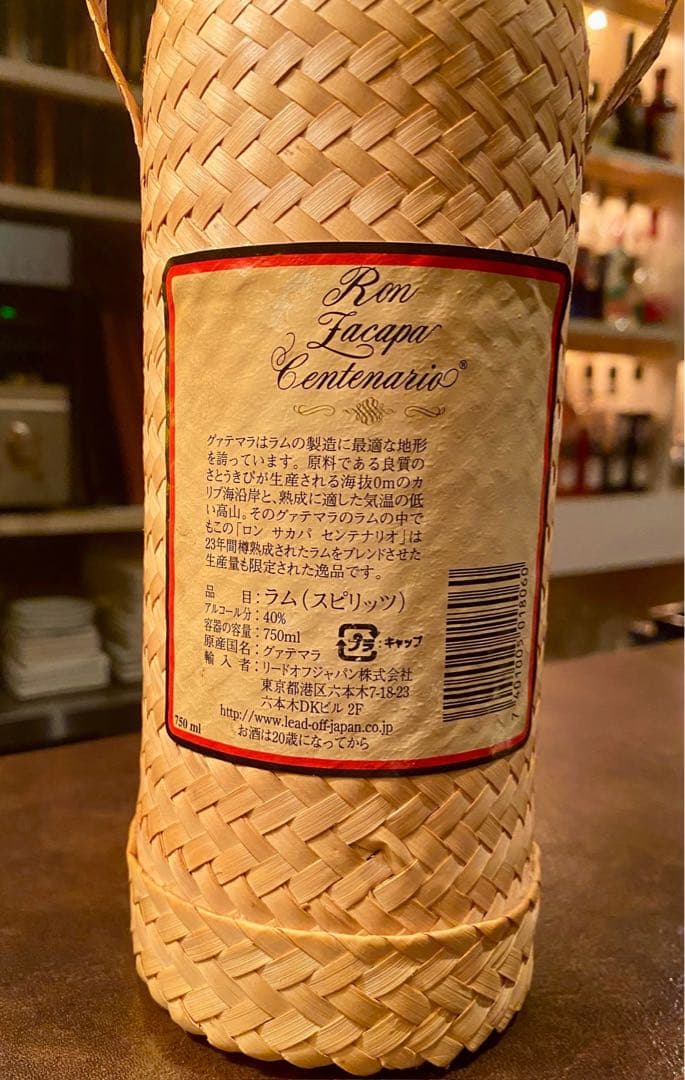 Ron
Zacapa
Centenario®
グァテマラはラムの製造に最適な地形
を誇っています。原料である良質の
さとうきびが生産される海抜0mのカ
リブ海沿岸と、熟成に適した気温の低
い高山。そのグァテマラのラムの中で
もこの「ロン サカパ センテナリオ」は
23年間樽熟成されたラムをブレンドさせた
生産量も限定された逸品です。
品 目：ラム（スピリッツ）
アルコール分：40%
容器の容量：750ml
原産国名：グァテマラ
輸入者：リードオフジャパン株式会社
東京都港区六本木7-18-23
六本木DKビル 2F
http://www.lead-off-japan.co.jp
お酒は20歳になってから
プラ：キャップ
750 ml
7 401005 018060